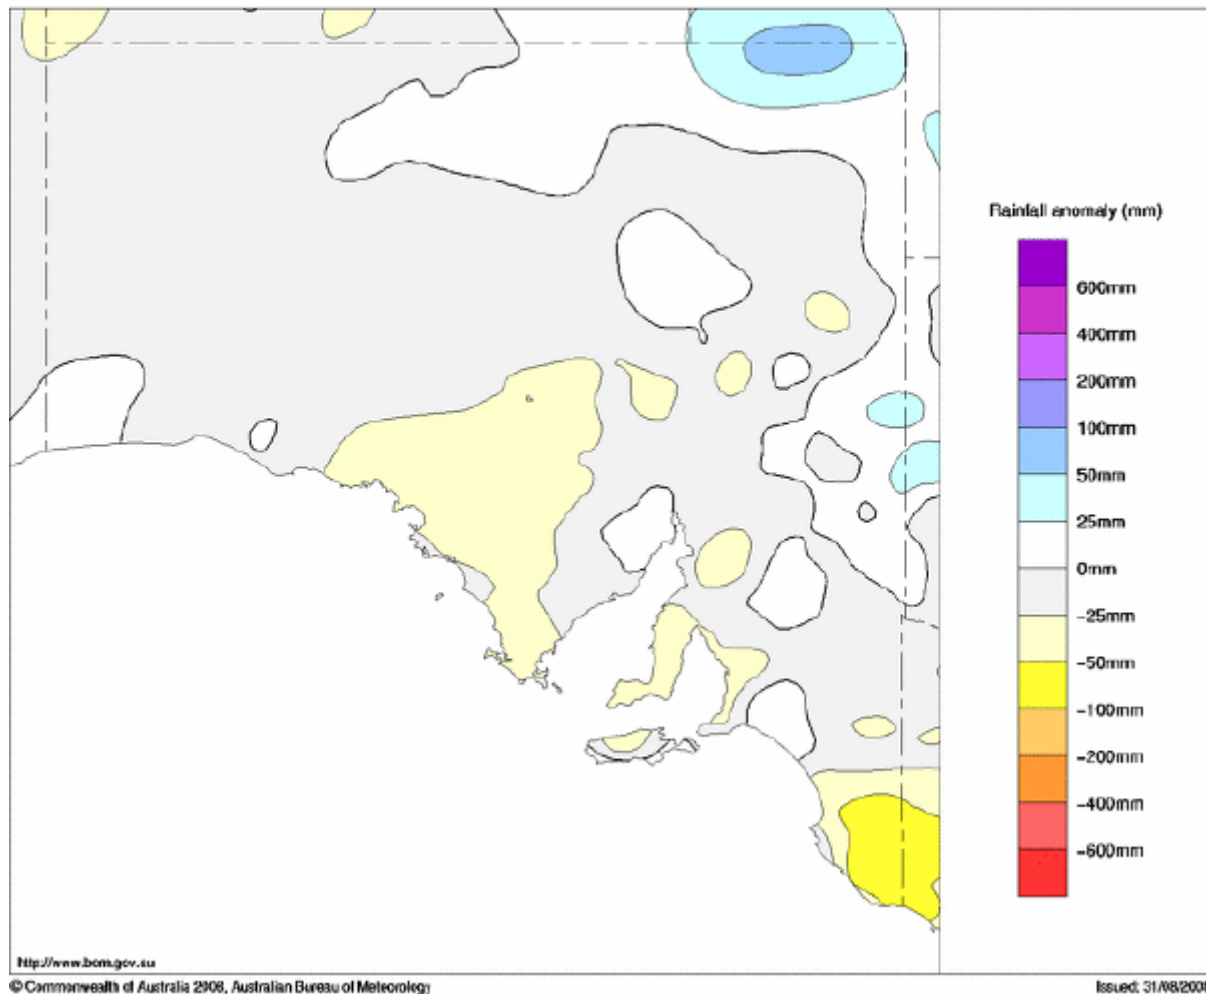 Rainfall anomaly (mm)
600mm
400mm
200mm
100mm
50mm
25mm
0mm
-25mm
-50mm
-100mm
-200mm
-400mm
-600mm
http://www.bom.gov.au
© Commonwealth of Australia 2008, Australian Bureau of Meteorology
Issued: 31/08/2008